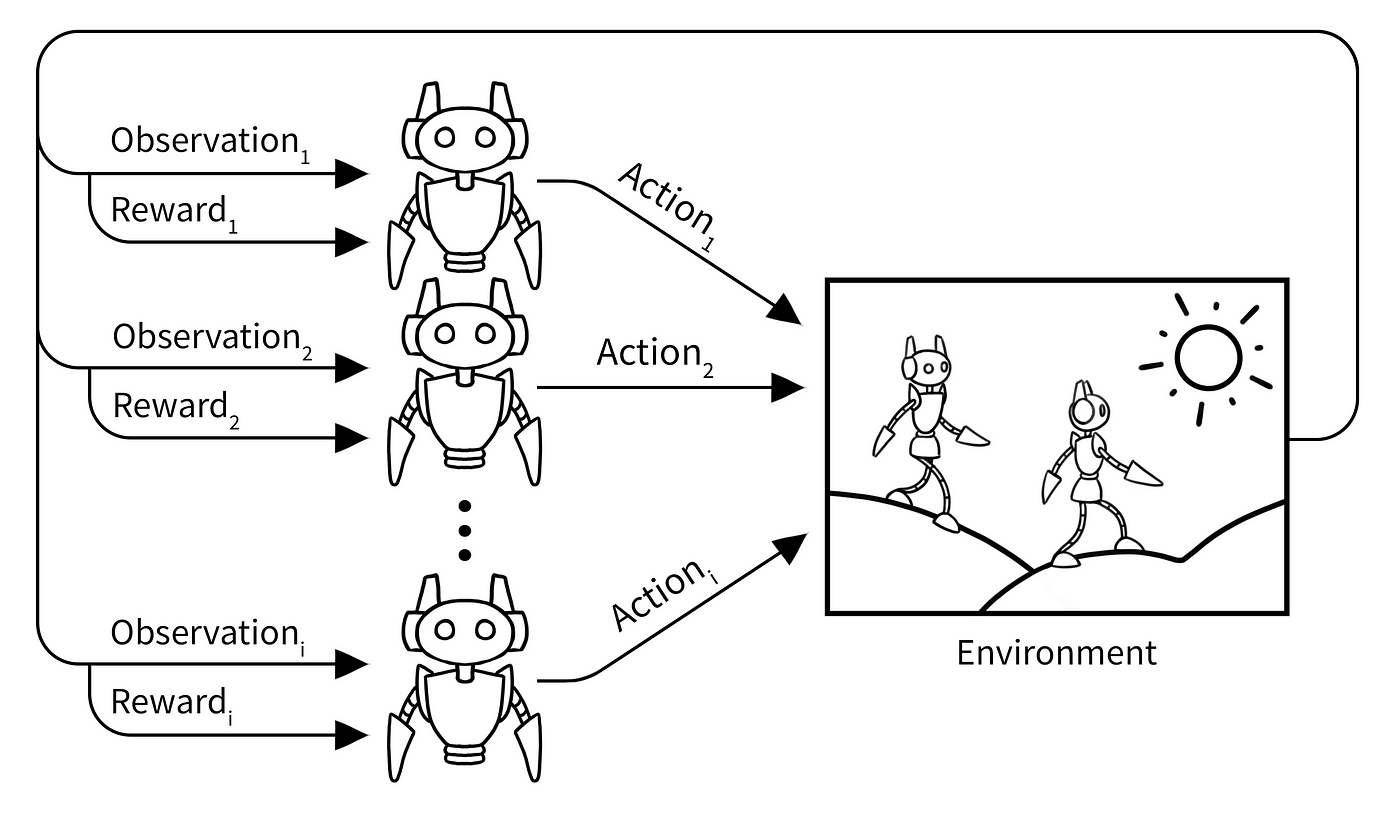 Observation₁
Reward₁
Action₁
Observation₂
Reward₂
Action₂
Observationᵢ
Rewardᵢ
Actionᵢ
Environment